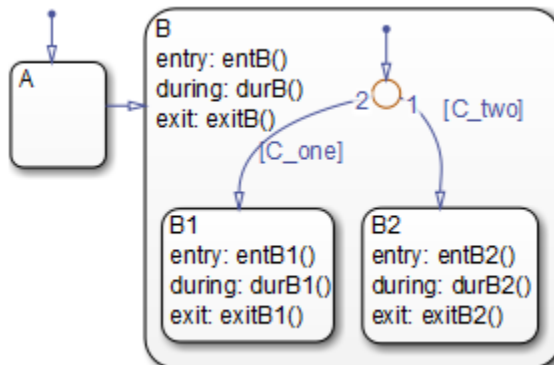 A
B
entry: entB()
during: durB()
exit: exitB()
2
1
[C_two]
[C_one]
B1
entry: entB1()
during: durB1()
exit: exitB1()
B2
entry: entB2()
during: durB2()
exit: exitB2()